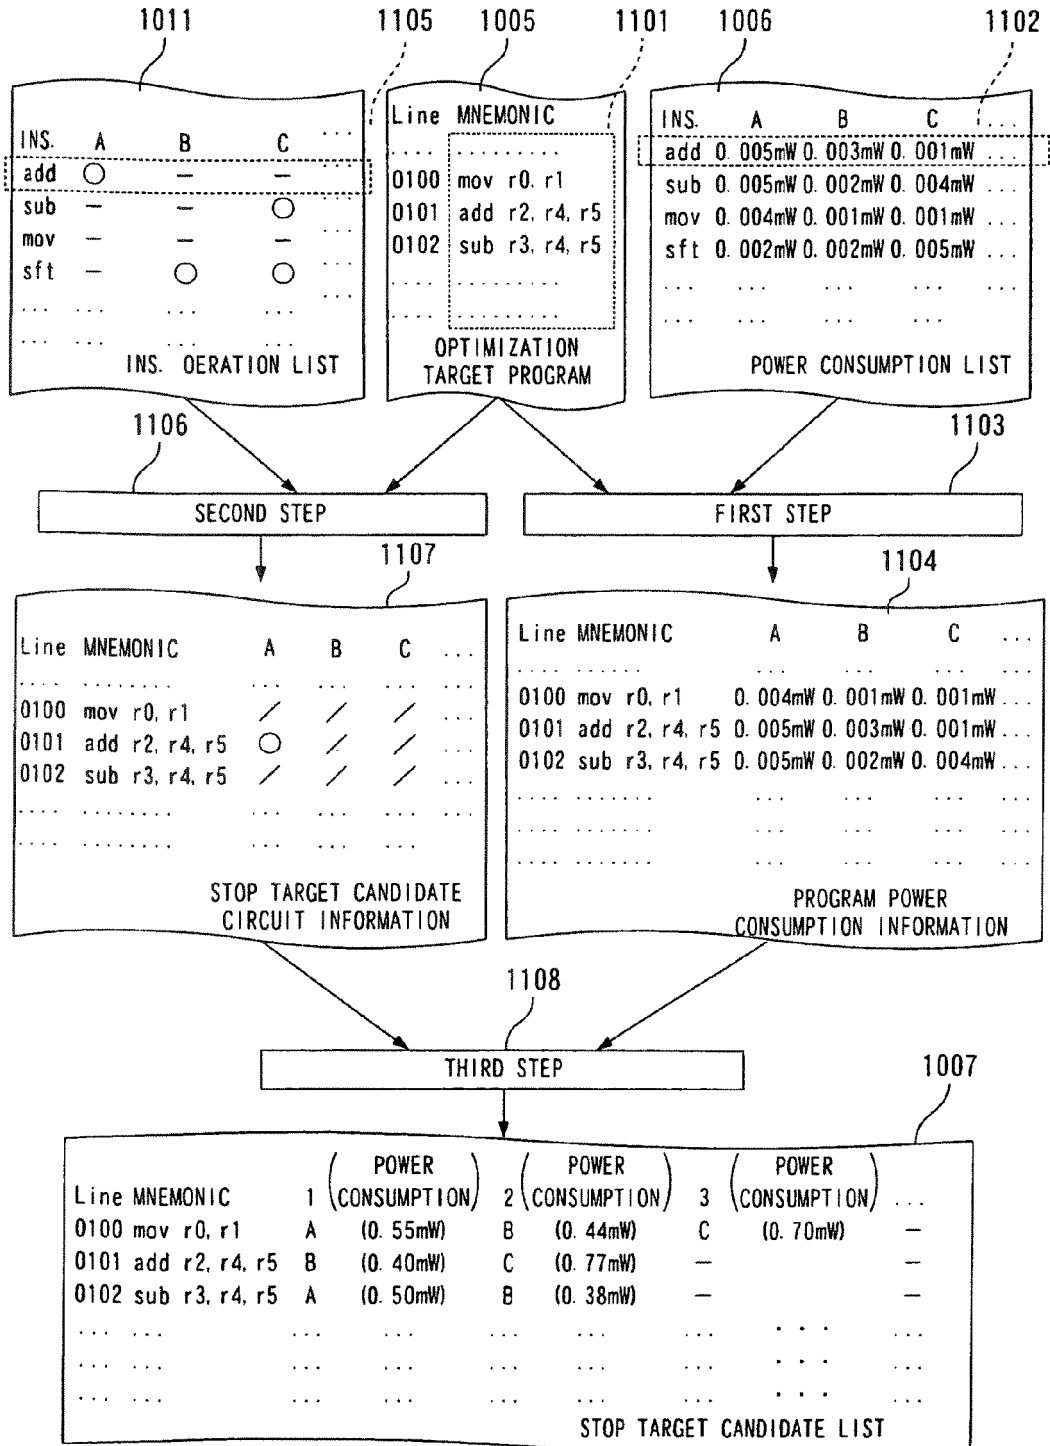 1011
1105
1005
1101
1006
1102
INS. A B C ...
add ○ — —
sub — — ○
mov — — —
sft — ○ ○
... ... ... ...
... ... ... ...
INS. OERATION LIST
Line MNEMONIC
.... .........
0100 mov r0, r1
0101 add r2, r4, r5
0102 sub r3, r4, r5
.... .........
.... .........
OPTIMIZATION
TARGET PROGRAM
INS. A B C ...
add 0.005mW 0.003mW 0.001mW ...
sub 0.005mW 0.002mW 0.004mW
mov 0.004mW 0.001mW 0.001mW
sft 0.002mW 0.002mW 0.005mW
... ... ... ... ...
... ... ... ...
POWER CONSUMPTION LIST
1106
1103
SECOND STEP
FIRST STEP
1107
1104
Line MNEMONIC A B C ...
.... ........ ... ... ... ...
0100 mov r0, r1 / / / ...
0101 add r2, r4, r5 ○ / / ...
0102 sub r3, r4, r5 / / / ...
.... ........ ... ... ... ...
.... ........ ... ... ...
STOP TARGET CANDIDATE
CIRCUIT INFORMATION
Line MNEMONIC A B C ...
.... ...... ... ... ... ...
0100 mov r0, r1 0.004mW 0.001mW 0.001mW ...
0101 add r2, r4, r5 0.005mW 0.003mW 0.001mW ...
0102 sub r3, r4, r5 0.005mW 0.002mW 0.004mW ...
.... ....... ... ... ... ...
.... ....... ... ... ... ...
.... ....... ... ... ... ...
PROGRAM POWER
CONSUMPTION INFORMATION
1108
THIRD STEP
1007
Line MNEMONIC 1 (POWER CONSUMPTION) 2 (POWER CONSUMPTION) 3 (POWER CONSUMPTION) ...
0100 mov r0, r1 A (0.55mW) B (0.44mW) C (0.70mW) —
0101 add r2, r4, r5 B (0.40mW) C (0.77mW) — —
0102 sub r3, r4, r5 A (0.50mW) B (0.38mW) — —
... ... ... ... ... ... ... ... ...
... ... ... ... ... ... ... ... ...
... ... ... ... ... ... ... ... ...
STOP TARGET CANDIDATE LIST